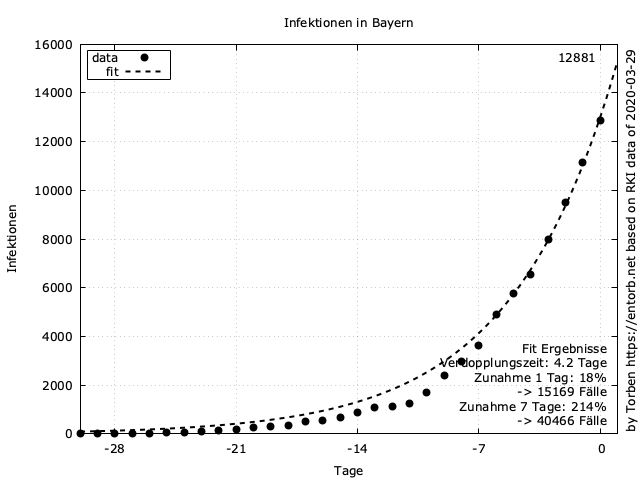 Infektionen in Bayern
16000
14000
12000
10000
8000
6000
4000
2000
0
Infektionen
data
fit
12881
Fit Ergebnisse
Verdopplungszeit: 4.2 Tage
Zunahme 1 Tag: 18%
-> 15169 Fälle
Zunahme 7 Tage: 214%
-> 40466 Fälle
-28 -21 -14 -7 0
Tage
by Torben https://entorb.net based on RKI data of 2020-03-29